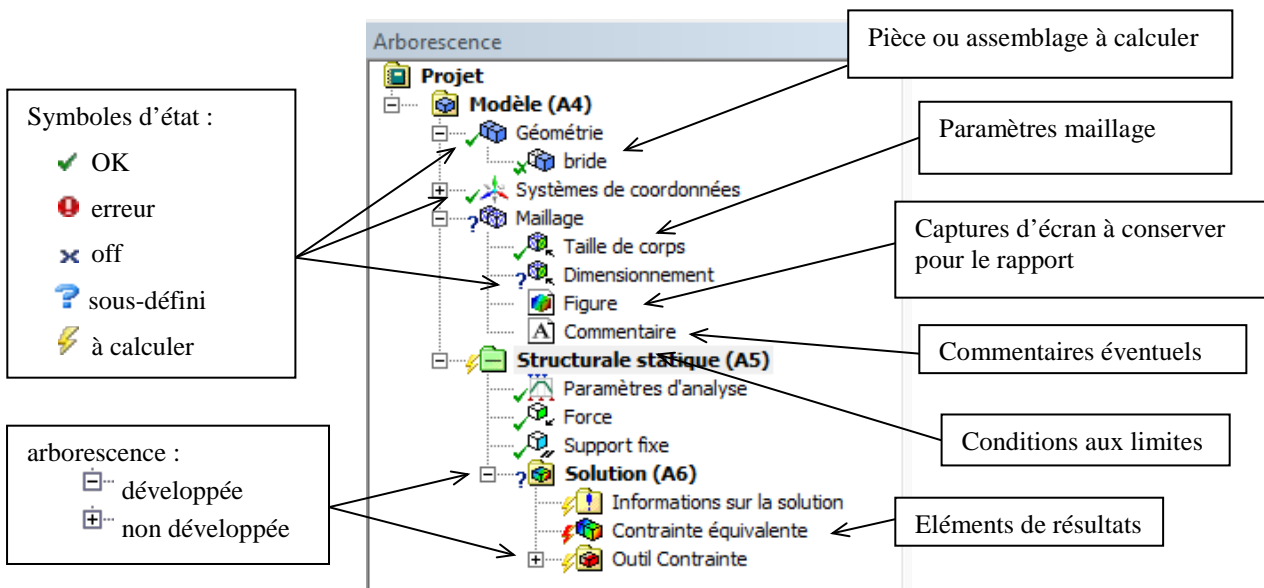 Symboles d'état :
OK
erreur
off
sous-défini
à calculer
arborescence :
développée
non développée
Arborescence
Projet
Modèle (A4)
Géométrie
bride
Systèmes de coordonnées
Maillage
Taille de corps
Dimensionnement
Figure
A Commentaire
Structurale statique (A5)
Paramètres d'analyse
Force
Support fixe
Solution (A6)
Informations sur la solution
Contrainte équivalente
Outil Contrainte
Pièce ou assemblage à calculer
Paramètres maillage
Captures d'écran à conserver
pour le rapport
Commentaires éventuels
Conditions aux limites
Eléments de résultats